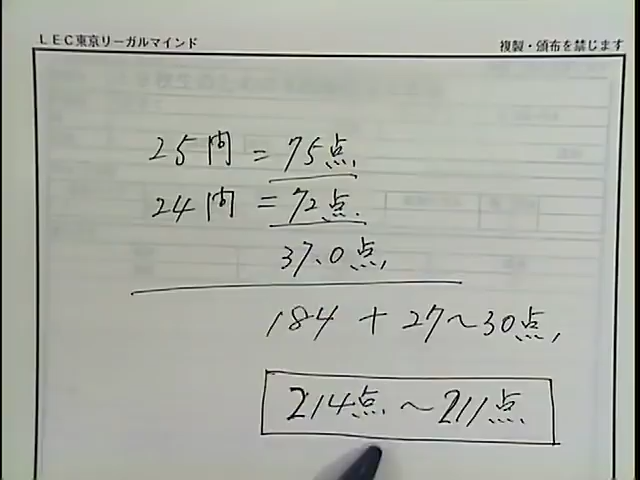 LEC東京リーガルマインド 複製・頒布を禁じます
25問 = 75点.
24問 = 72点.
37.0点,
184 + 27~30点,
214点 ~ 211点